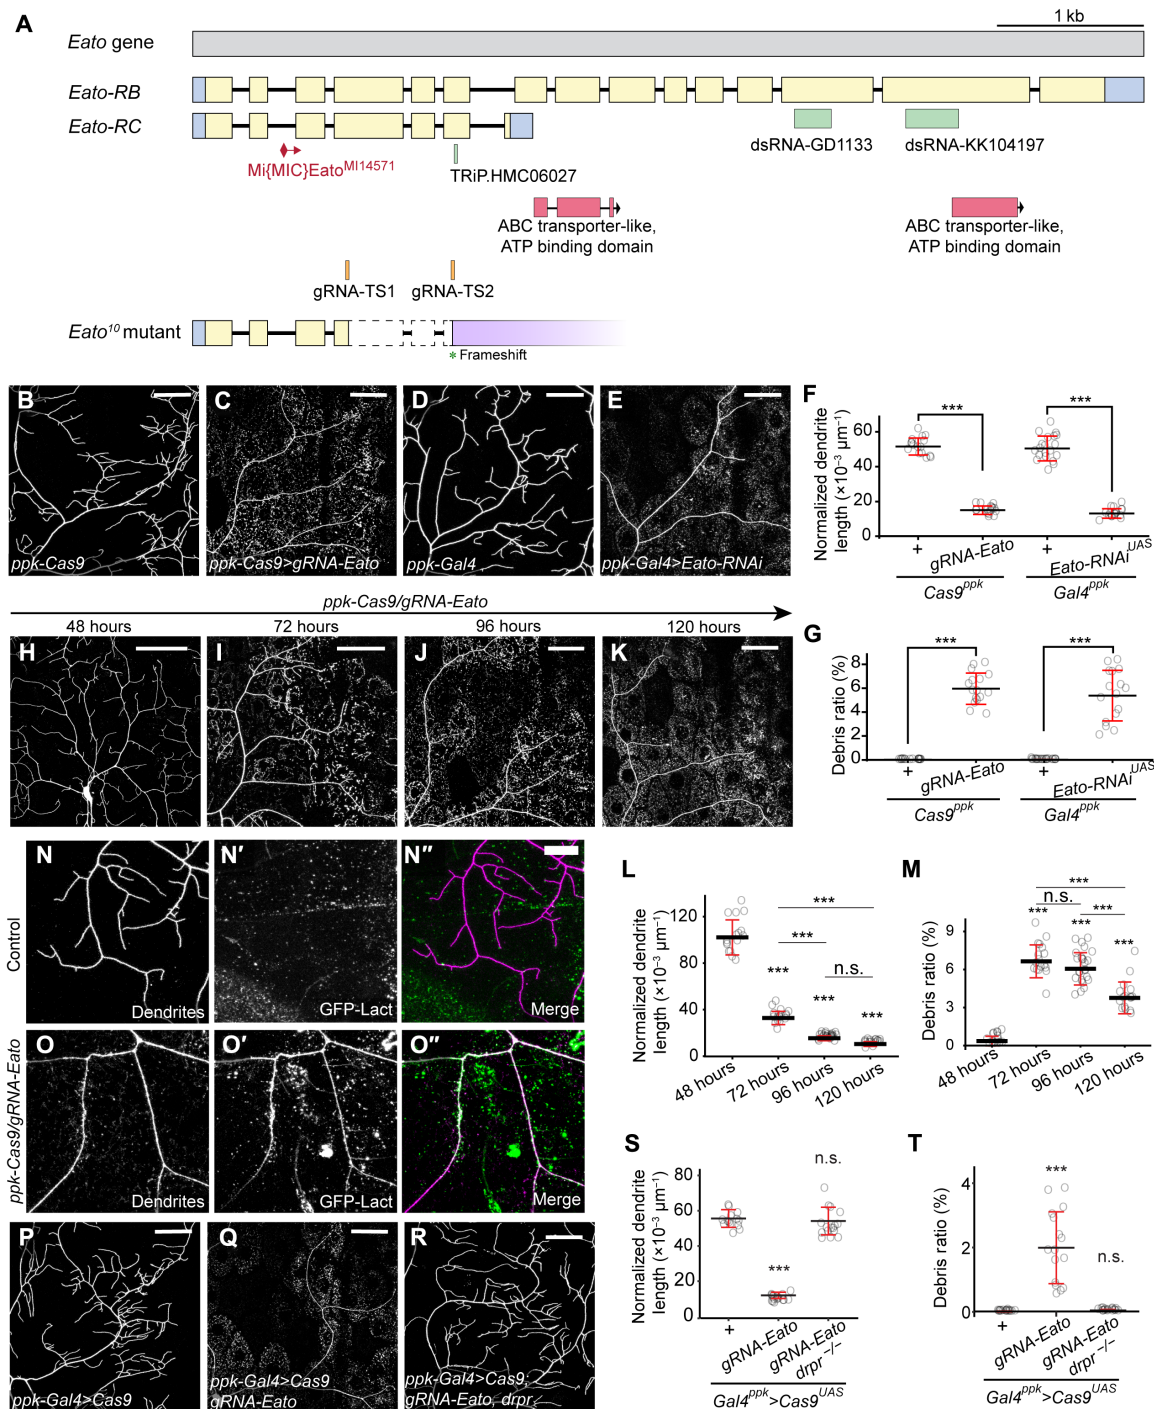 A
1 kb
Eato gene
Eato-RB
Eato-RC
dsRNA-GD1133
dsRNA-KK104197
Mi{MIC}Eato^MI14571
TRiP.HMC06027
ABC transporter-like,
ATP binding domain
ABC transporter-like,
ATP binding domain
gRNA-TS1
gRNA-TS2
Eato^10 mutant
* Frameshift
B
ppk-Cas9
C
ppk-Cas9>gRNA-Eato
D
ppk-Gal4
E
ppk-Gal4>Eato-RNAi
F
Normalized dendrite
length (×10⁻³ µm⁻¹)
60
40
20
0
***
***
+
gRNA-Eato
+
Eato-RNAi^UAS
Cas9^ppk
Gal4^ppk
G
Debris ratio (%)
8
6
4
2
0
***
***
+
gRNA-Eato
+
Eato-RNAi^UAS
Cas9^ppk
Gal4^ppk
ppk-Cas9/gRNA-Eato
48 hours
72 hours
96 hours
120 hours
H
I
J
K
Control
N
Dendrites
N′
GFP-Lact
N″
Merge
ppk-Cas9/gRNA-Eato
O
Dendrites
O′
GFP-Lact
O″
Merge
L
Normalized dendrite
length (×10⁻³ µm⁻¹)
120
80
40
0
***
***
n.s.
***
***
***
48 hours
72 hours
96 hours
120 hours
M
Debris ratio (%)
9
6
3
0
***
n.s.
***
***
***
***
48 hours
72 hours
96 hours
120 hours
P
ppk-Gal4>Cas9
Q
ppk-Gal4>Cas9
gRNA-Eato
R
ppk-Gal4>Cas9,
gRNA-Eato, drpr
S
Normalized dendrite
length (×10⁻³ µm⁻¹)
80
60
40
20
0
n.s.
***
+
gRNA-Eato
gRNA-Eato
drpr −/−
Gal4^ppk>Cas9^UAS
T
Debris ratio (%)
4
2
0
***
n.s.
+
gRNA-Eato
gRNA-Eato
drpr −/−
Gal4^ppk>Cas9^UAS